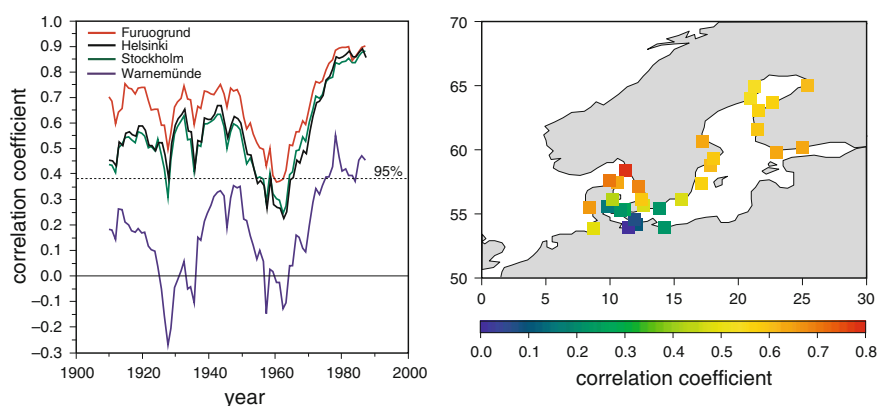 Furuogrund
Helsinki
Stockholm
Warnemünde
correlation coefficient
1.0
0.9
0.8
0.7
0.6
0.5
0.4
0.3
0.2
0.1
0.0
−0.1
−0.2
−0.3
95%
1900 1920 1940 1960 1980 2000
year
70
65
60
55
50
0 5 10 15 20 25 30
0.0 0.1 0.2 0.3 0.4 0.5 0.6 0.7 0.8
correlation coefficient